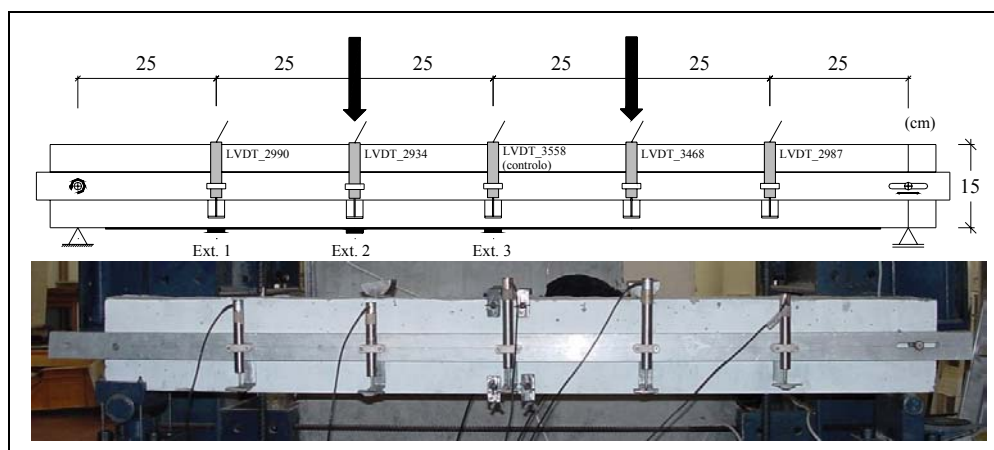 25 25 25 25 25 25
(cm)
LVDT_2990 LVDT_2934 LVDT_3558 LVDT_3468 LVDT_2987
(controlo)
15
Ext. 1 Ext. 2 Ext. 3